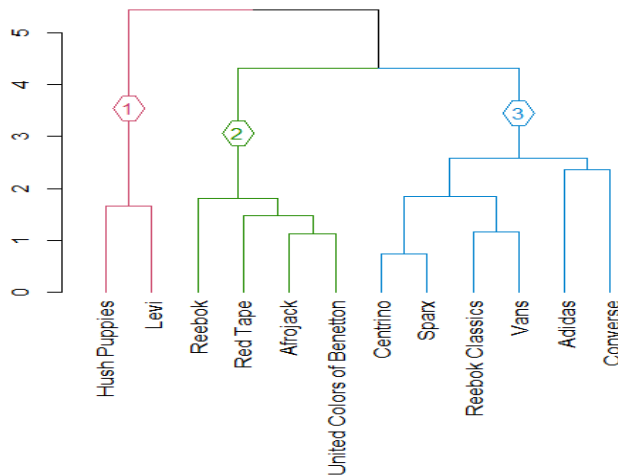 5
4
3
2
1
0
1
2
3
Hush Puppies
Levi
Reebok
Red Tape
Afrojack
United Colors of Benetton
Centrino
Sparx
Reebok Classics
Vans
Adidas
Converse